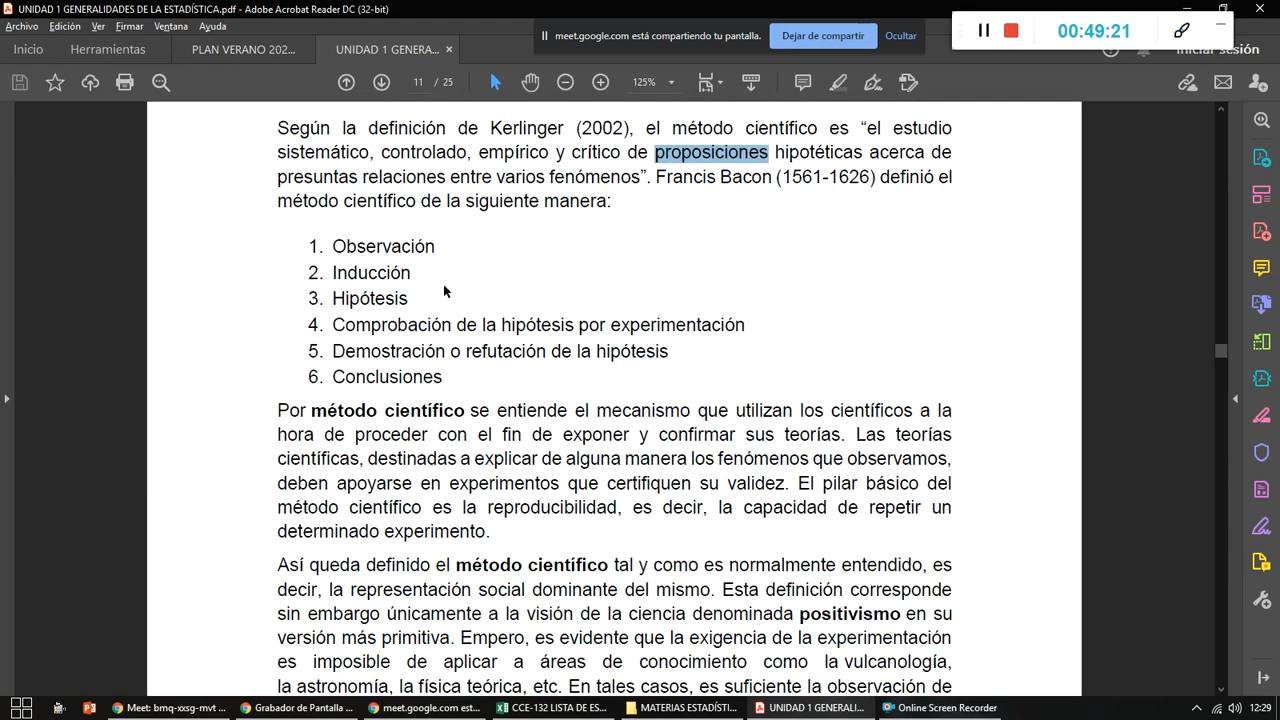 UNIDAD 1 GENERALIDADES DE LA ESTADÍSTICA.pdf - Adobe Acrobat Reader DC (32-bit)
Archivo Edición Ver Firmar Ventana Ayuda
meet.google.com está compartiendo tu pantalla. Dejar de compartir Ocultar
00:49:21
Inicio Herramientas PLAN VERANO 202... UNIDAD 1 GENERA... ×
Iniciar sesión
11 / 25 125%
Según la definición de Kerlinger (2002), el método científico es “el estudio
sistemático, controlado, empírico y crítico de proposiciones hipotéticas acerca de
presuntas relaciones entre varios fenómenos”. Francis Bacon (1561-1626) definió el
método científico de la siguiente manera:
1. Observación
2. Inducción
3. Hipótesis
4. Comprobación de la hipótesis por experimentación
5. Demostración o refutación de la hipótesis
6. Conclusiones
Por método científico se entiende el mecanismo que utilizan los científicos a la
hora de proceder con el fin de exponer y confirmar sus teorías. Las teorías
científicas, destinadas a explicar de alguna manera los fenómenos que observamos,
deben apoyarse en experimentos que certifiquen su validez. El pilar básico del
método científico es la reproducibilidad, es decir, la capacidad de repetir un
determinado experimento.
Así queda definido el método científico tal y como es normalmente entendido, es
decir, la representación social dominante del mismo. Esta definición corresponde
sin embargo únicamente a la visión de la ciencia denominada positivismo en su
versión más primitiva. Empero, es evidente que la exigencia de la experimentación
es imposible de aplicar a áreas de conocimiento como la vulcanología,
la astronomía, la física teórica, etc. En tales casos, es suficiente la observación de
Meet: bmq-xxsg-mvt ... Grabador de Pantalla ... meet.google.com est... CCE-132 LISTA DE ES... MATERIAS ESTADÍSTI... UNIDAD 1 GENERALI... Online Screen Recorder 12:29